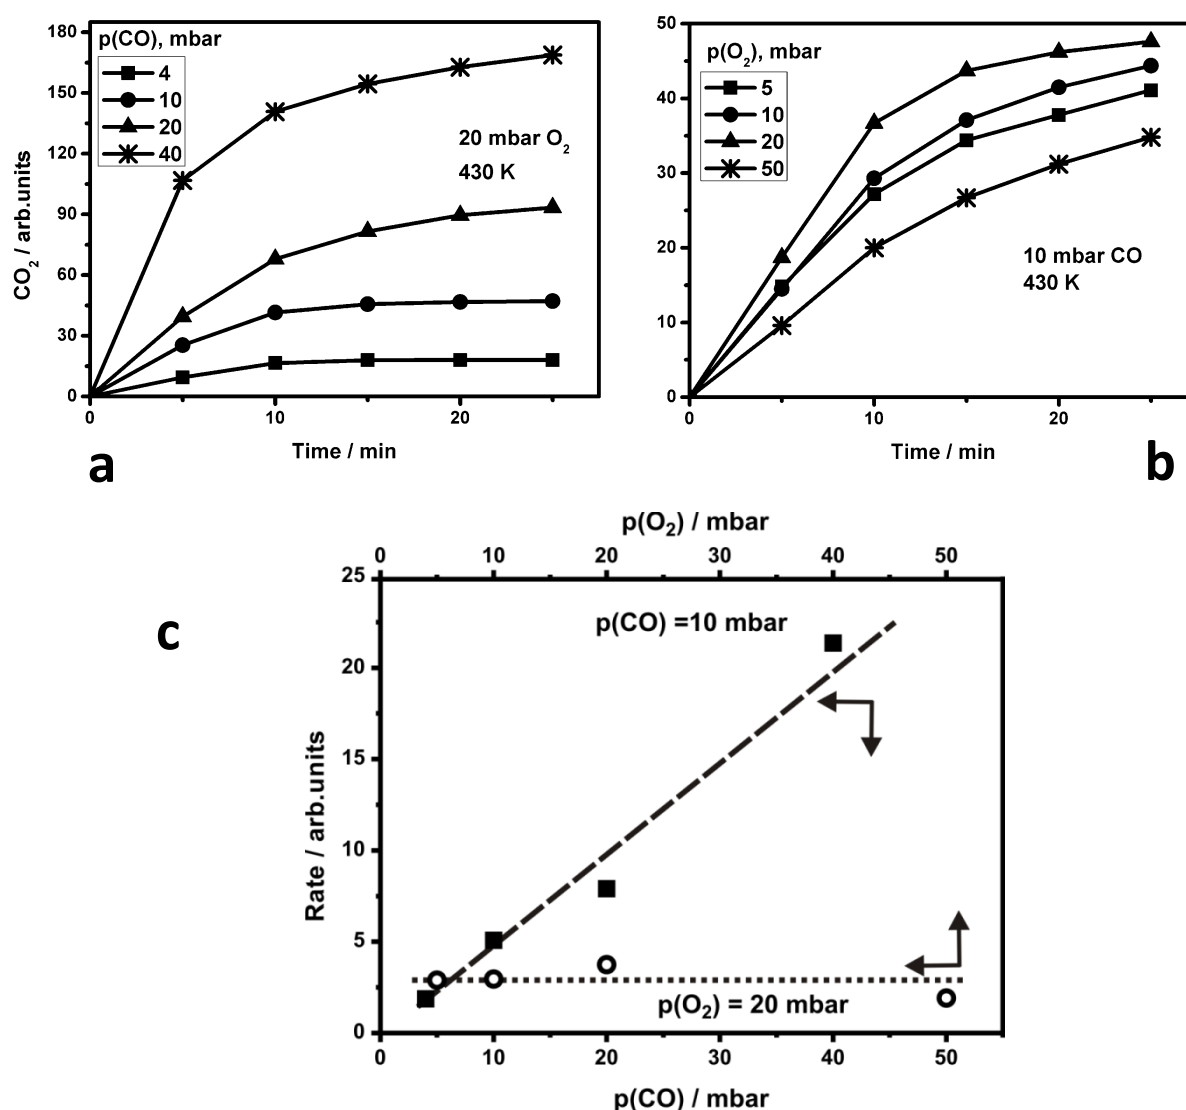 p(CO), mbar
4
10
20
40
20 mbar O₂
430 K
180
150
120
90
60
30
0
CO₂ / arb.units
0
10
20
Time / min
a
p(O₂), mbar
5
10
20
50
10 mbar CO
430 K
50
40
30
20
10
0
0
10
20
Time / min
b
c
p(O₂) / mbar
0
10
20
30
40
50
25
20
15
10
5
0
Rate / arb.units
p(CO) =10 mbar
p(O₂) = 20 mbar
0
10
20
30
40
50
p(CO) / mbar